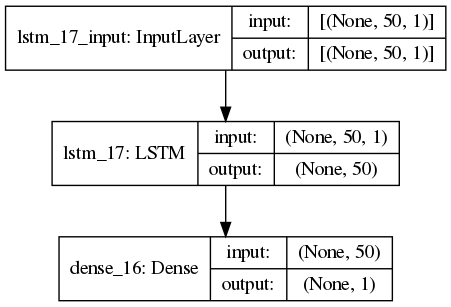 lstm_17_input: InputLayer
input: [(None, 50, 1)]
output: [(None, 50, 1)]
lstm_17: LSTM
input: (None, 50, 1)
output: (None, 50)
dense_16: Dense
input: (None, 50)
output: (None, 1)